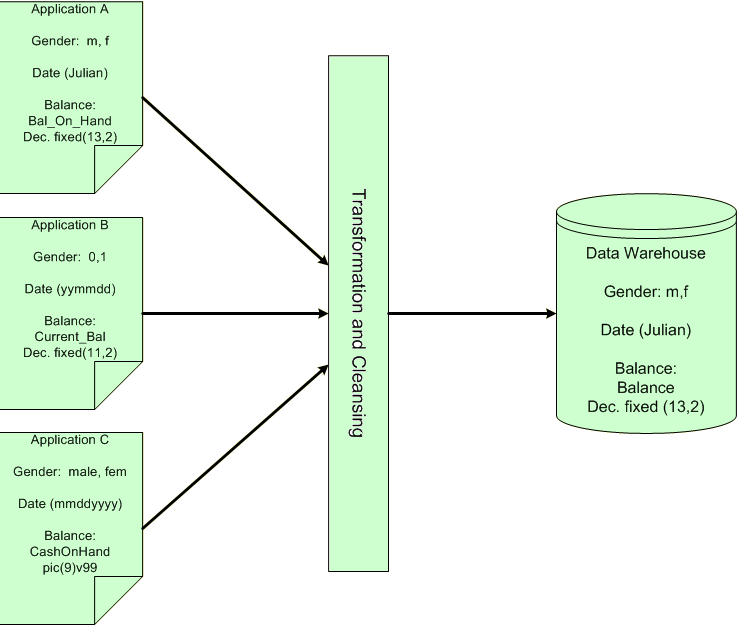 Application A
Gender: m, f
Date (Julian)
Balance:
Bal_On_Hand
Dec. fixed(13,2)
Application B
Gender: 0,1
Date (yymmdd)
Balance:
Current_Bal
Dec. fixed(11,2)
Application C
Gender: male, fem
Date (mmddyyyy)
Balance:
CashOnHand
pic(9)v99
Transformation and Cleansing
Data Warehouse
Gender: m,f
Date (Julian)
Balance:
Balance
Dec. fixed (13,2)